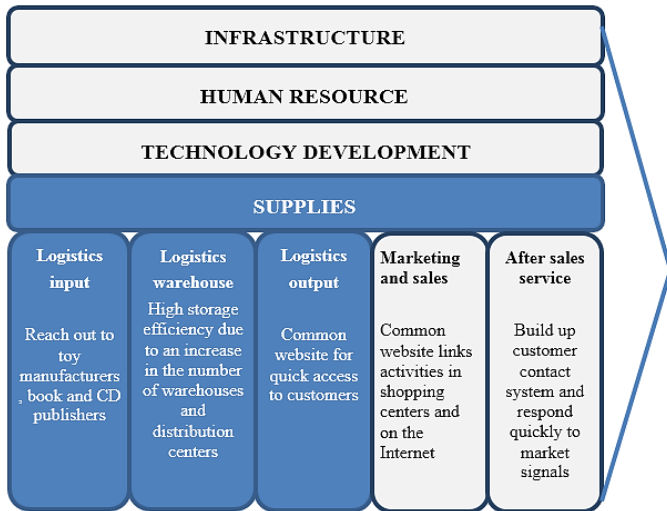 INFRASTRUCTURE
HUMAN RESOURCE
TECHNOLOGY DEVELOPMENT
SUPPLIES
Logistics
input
Reach out to
toy
manufacturers
, book and CD
publishers
Logistics
warehouse
High storage
efficiency due
to an increase
in the number
of warehouses
and
distribution
centers
Logistics
output
Common
website for
quick access
to customers
Marketing
and sales
Common
website links
activities in
shopping
centers and
on the
Internet
After sales
service
Build up
customer
contact
system and
respond
quickly to
market
signals